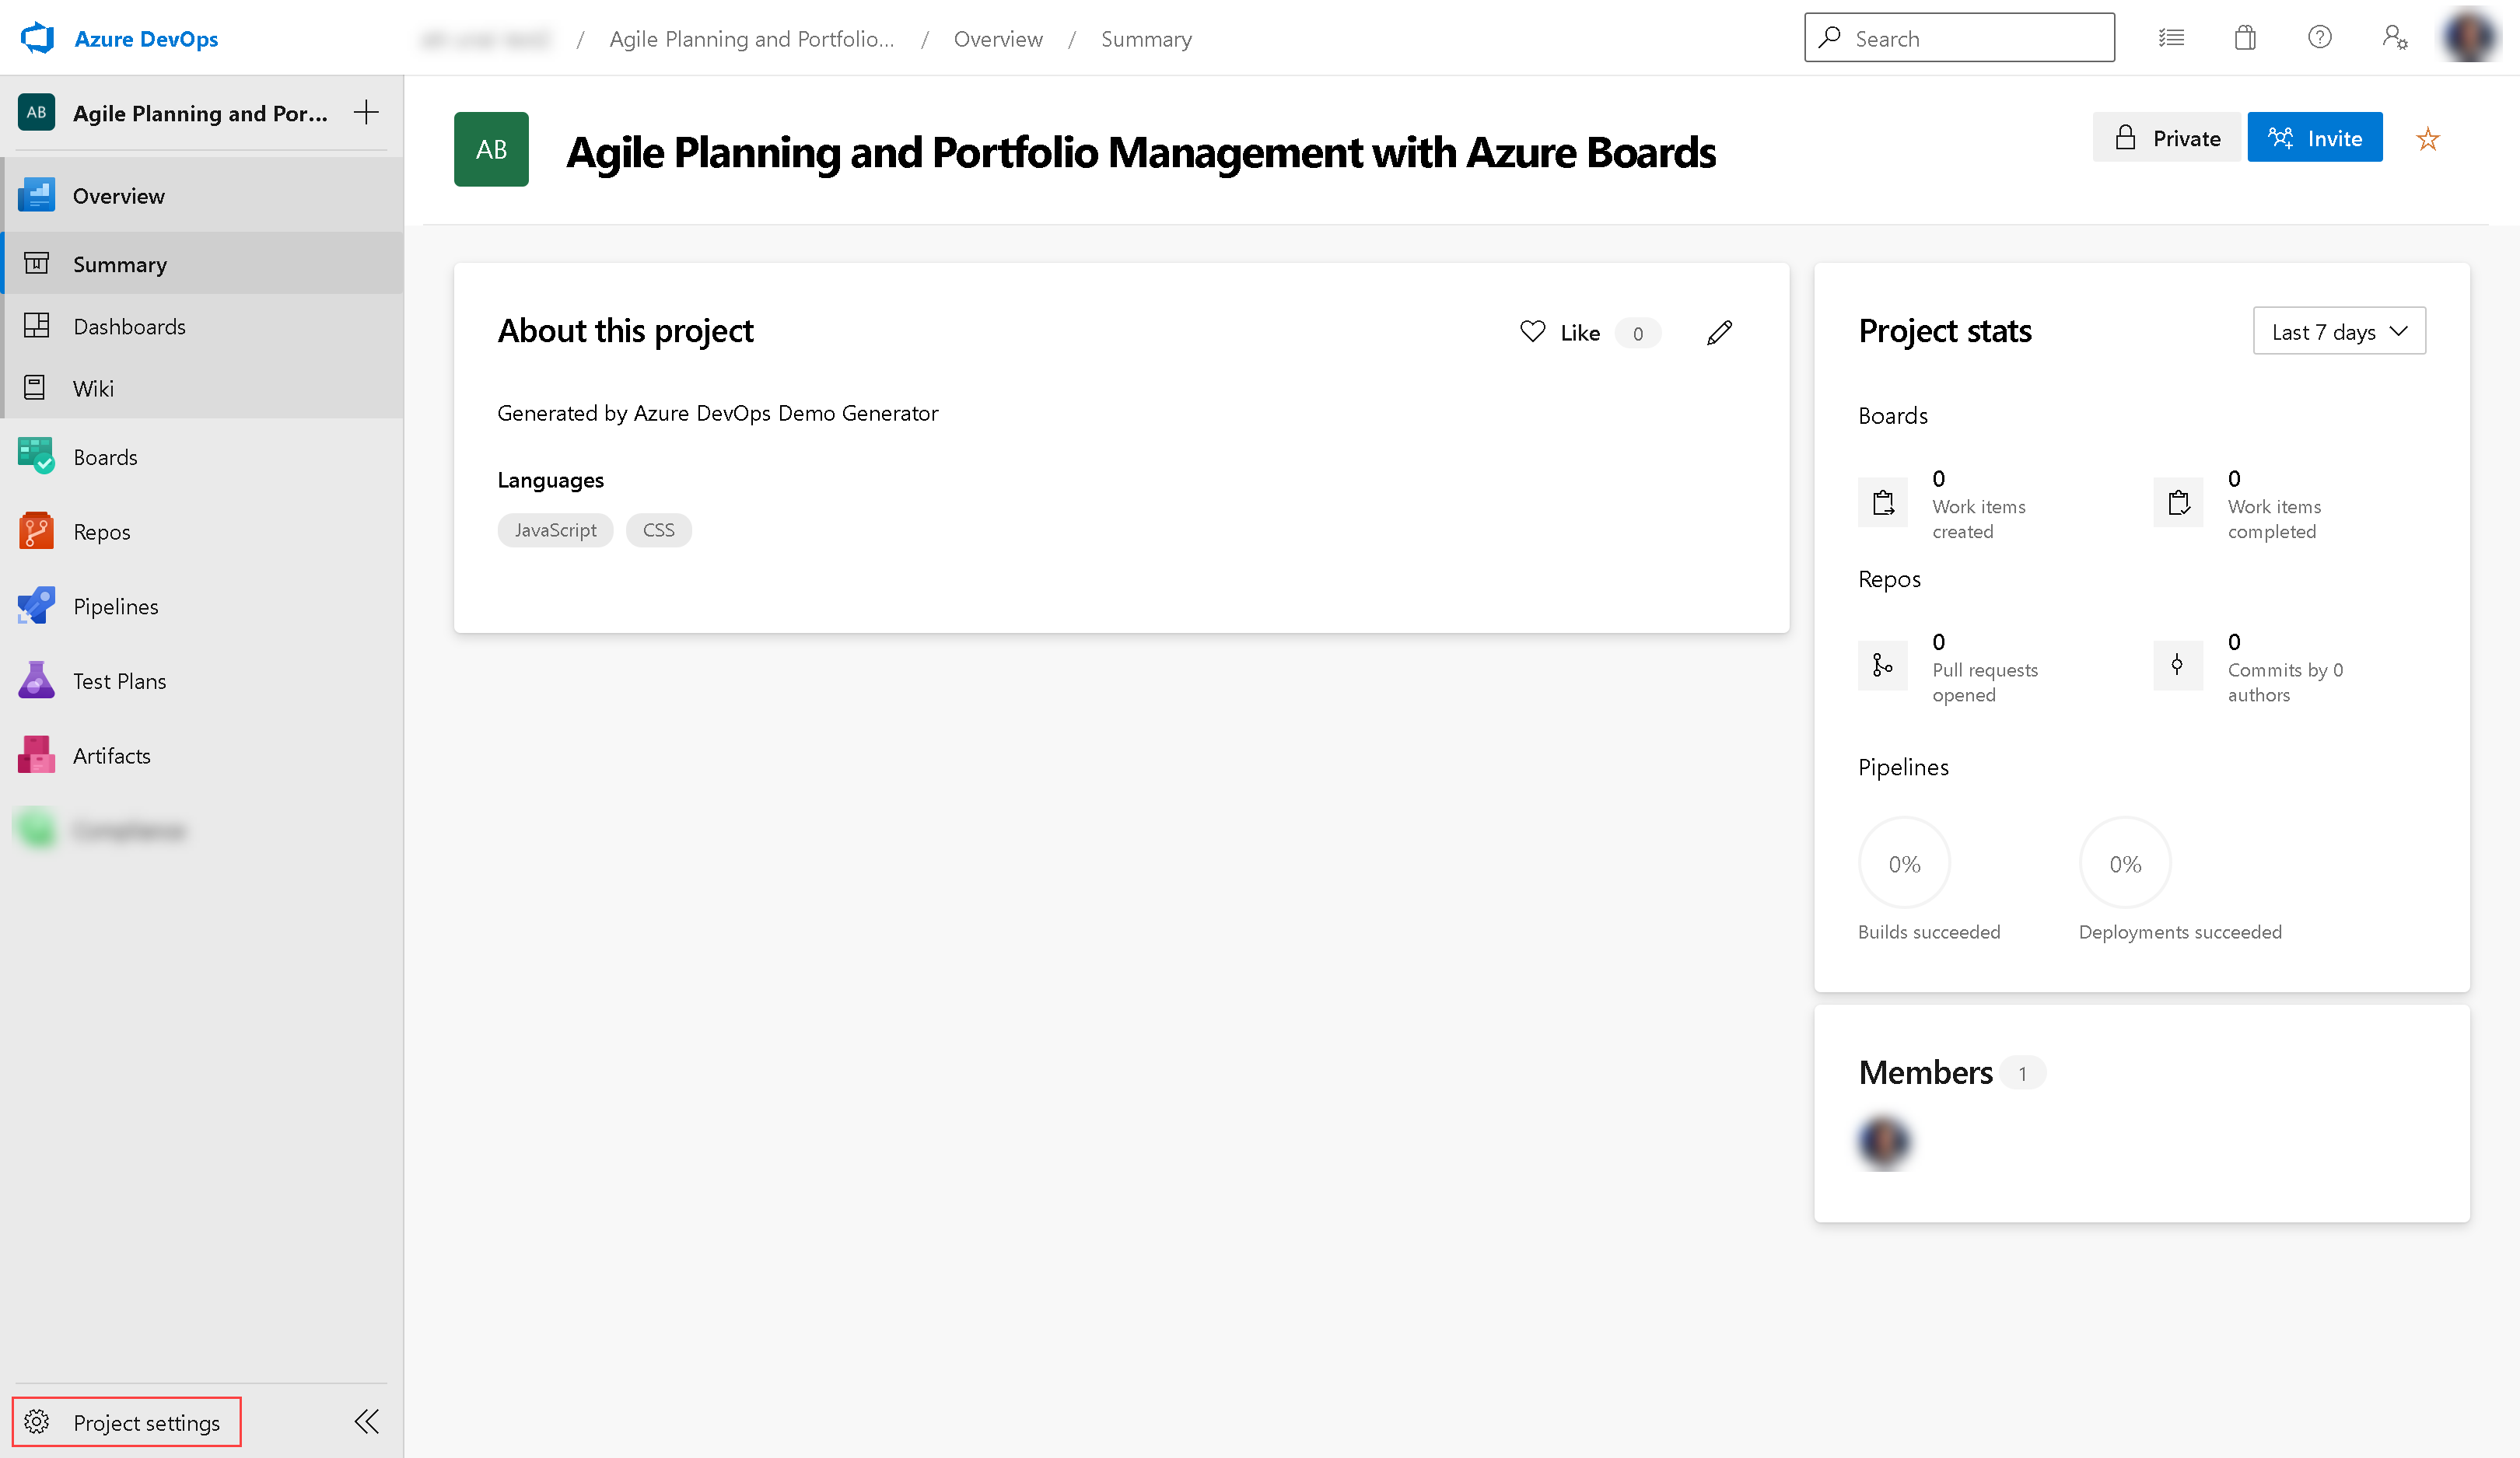 Azure DevOps
/ Agile Planning and Portfolio... / Overview / Summary
Search
AB Agile Planning and Por...
Overview
Summary
Dashboards
Wiki
Boards
Repos
Pipelines
Test Plans
Artifacts
Project settings
AB
Agile Planning and Portfolio Management with Azure Boards
Private
Invite
About this project
Like 0
Generated by Azure DevOps Demo Generator
Languages
JavaScript CSS
Project stats
Last 7 days
Boards
0
Work items
created
0
Work items
completed
Repos
0
Pull requests
opened
0
Commits by 0
authors
Pipelines
0%
Builds succeeded
0%
Deployments succeeded
Members 1